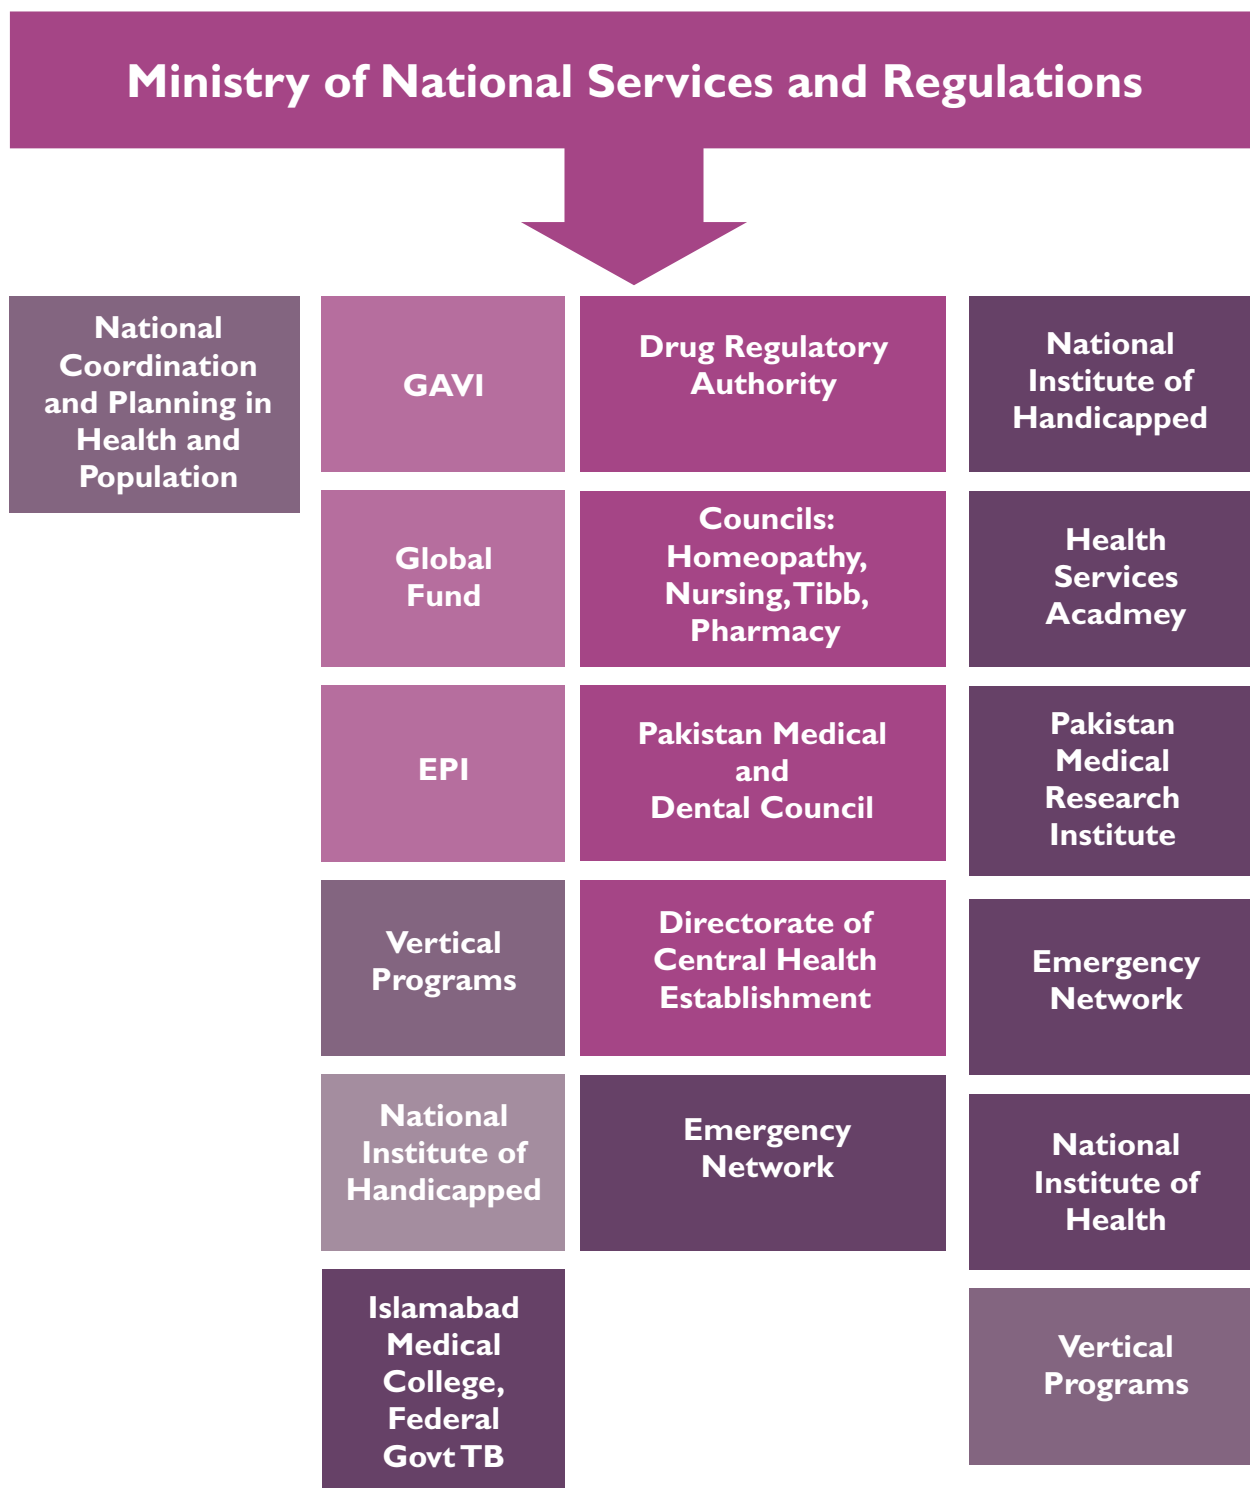 Ministry of National Services and Regulations
National
Coordination
and Planning in
Health and
Population
GAVI
Global
Fund
EPI
Vertical
Programs
National
Institute of
Handicapped
Islamabad
Medical
College,
Federal
Govt TB
Drug Regulatory
Authority
Councils:
Homeopathy,
Nursing, Tibb,
Pharmacy
Pakistan Medical
and
Dental Council
Directorate of
Central Health
Establishment
Emergency
Network
National
Institute of
Handicapped
Health
Services
Acadmey
Pakistan
Medical
Research
Institute
Emergency
Network
National
Institute of
Health
Vertical
Programs